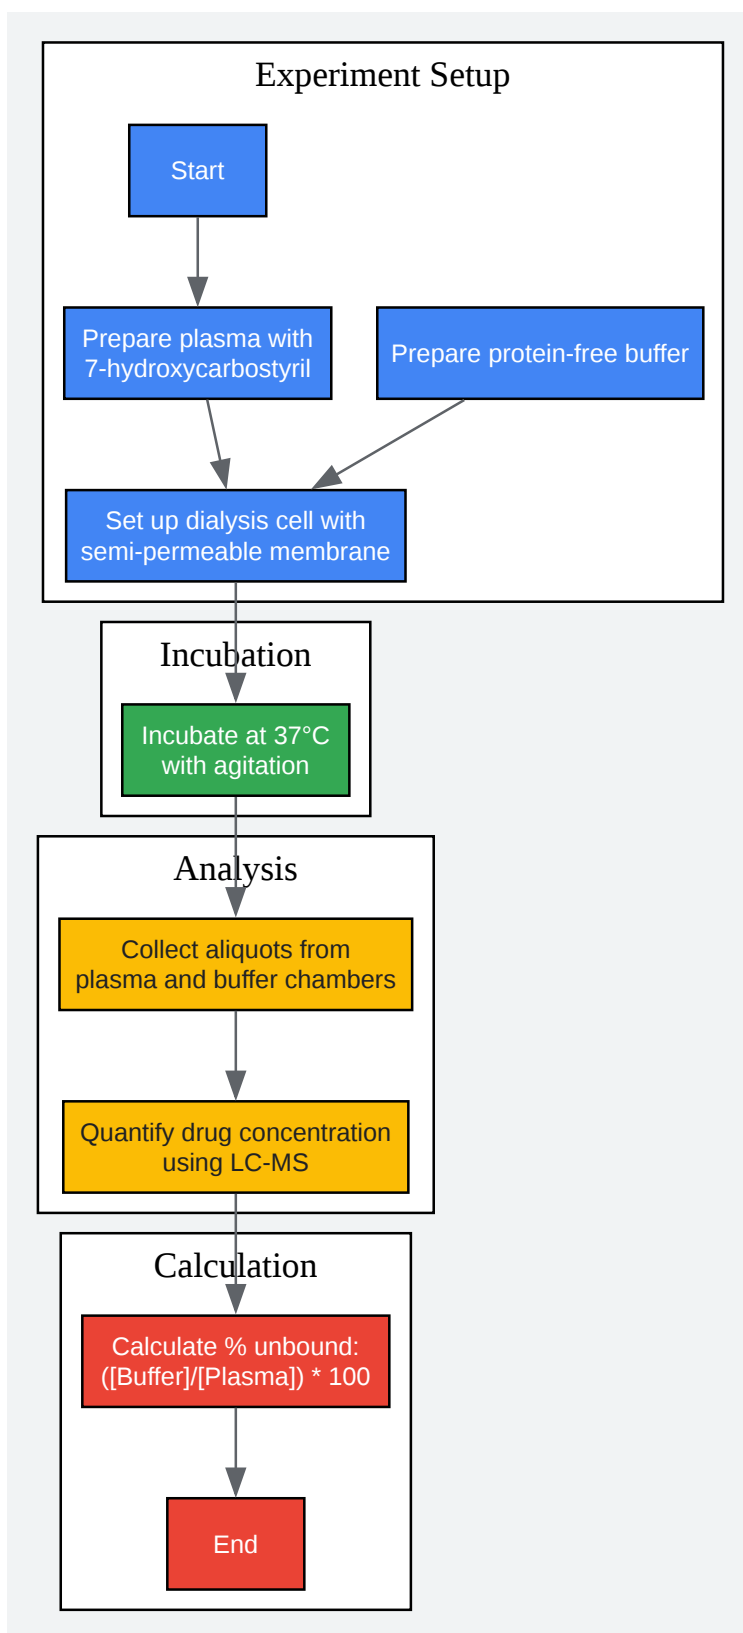 Experiment Setup
Start
Prepare plasma with
7-hydroxycarbostyril
Prepare protein-free buffer
Set up dialysis cell with
semi-permeable membrane
Incubation
Incubate at 37°C
with agitation
Analysis
Collect aliquots from
plasma and buffer chambers
Quantify drug concentration
using LC-MS
Calculation
Calculate % unbound:
([Buffer]/[Plasma]) * 100
End